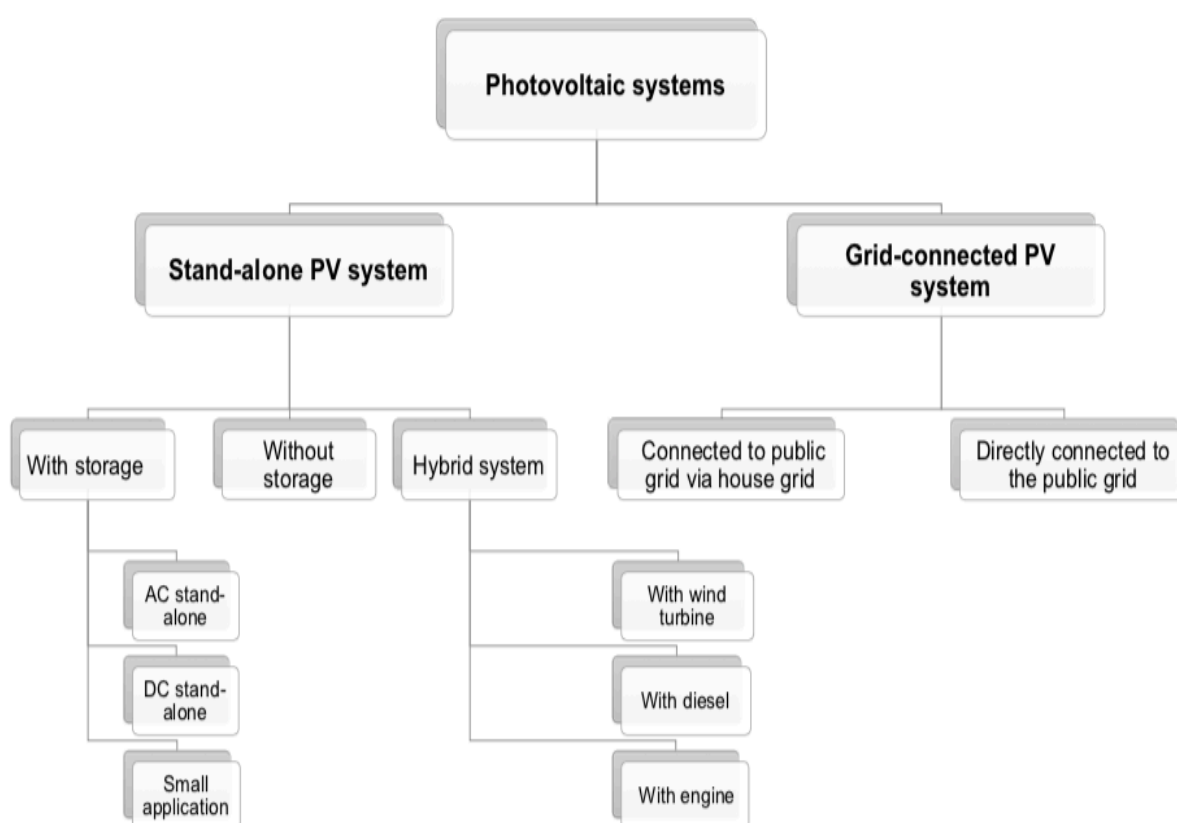 Photovoltaic systems
Stand-alone PV system
Grid-connected PV
system
With storage
Without
storage
Hybrid system
Connected to public
grid via house grid
Directly connected to
the public grid
AC stand-
alone
DC stand-
alone
Small
application
With wind
turbine
With diesel
With engine